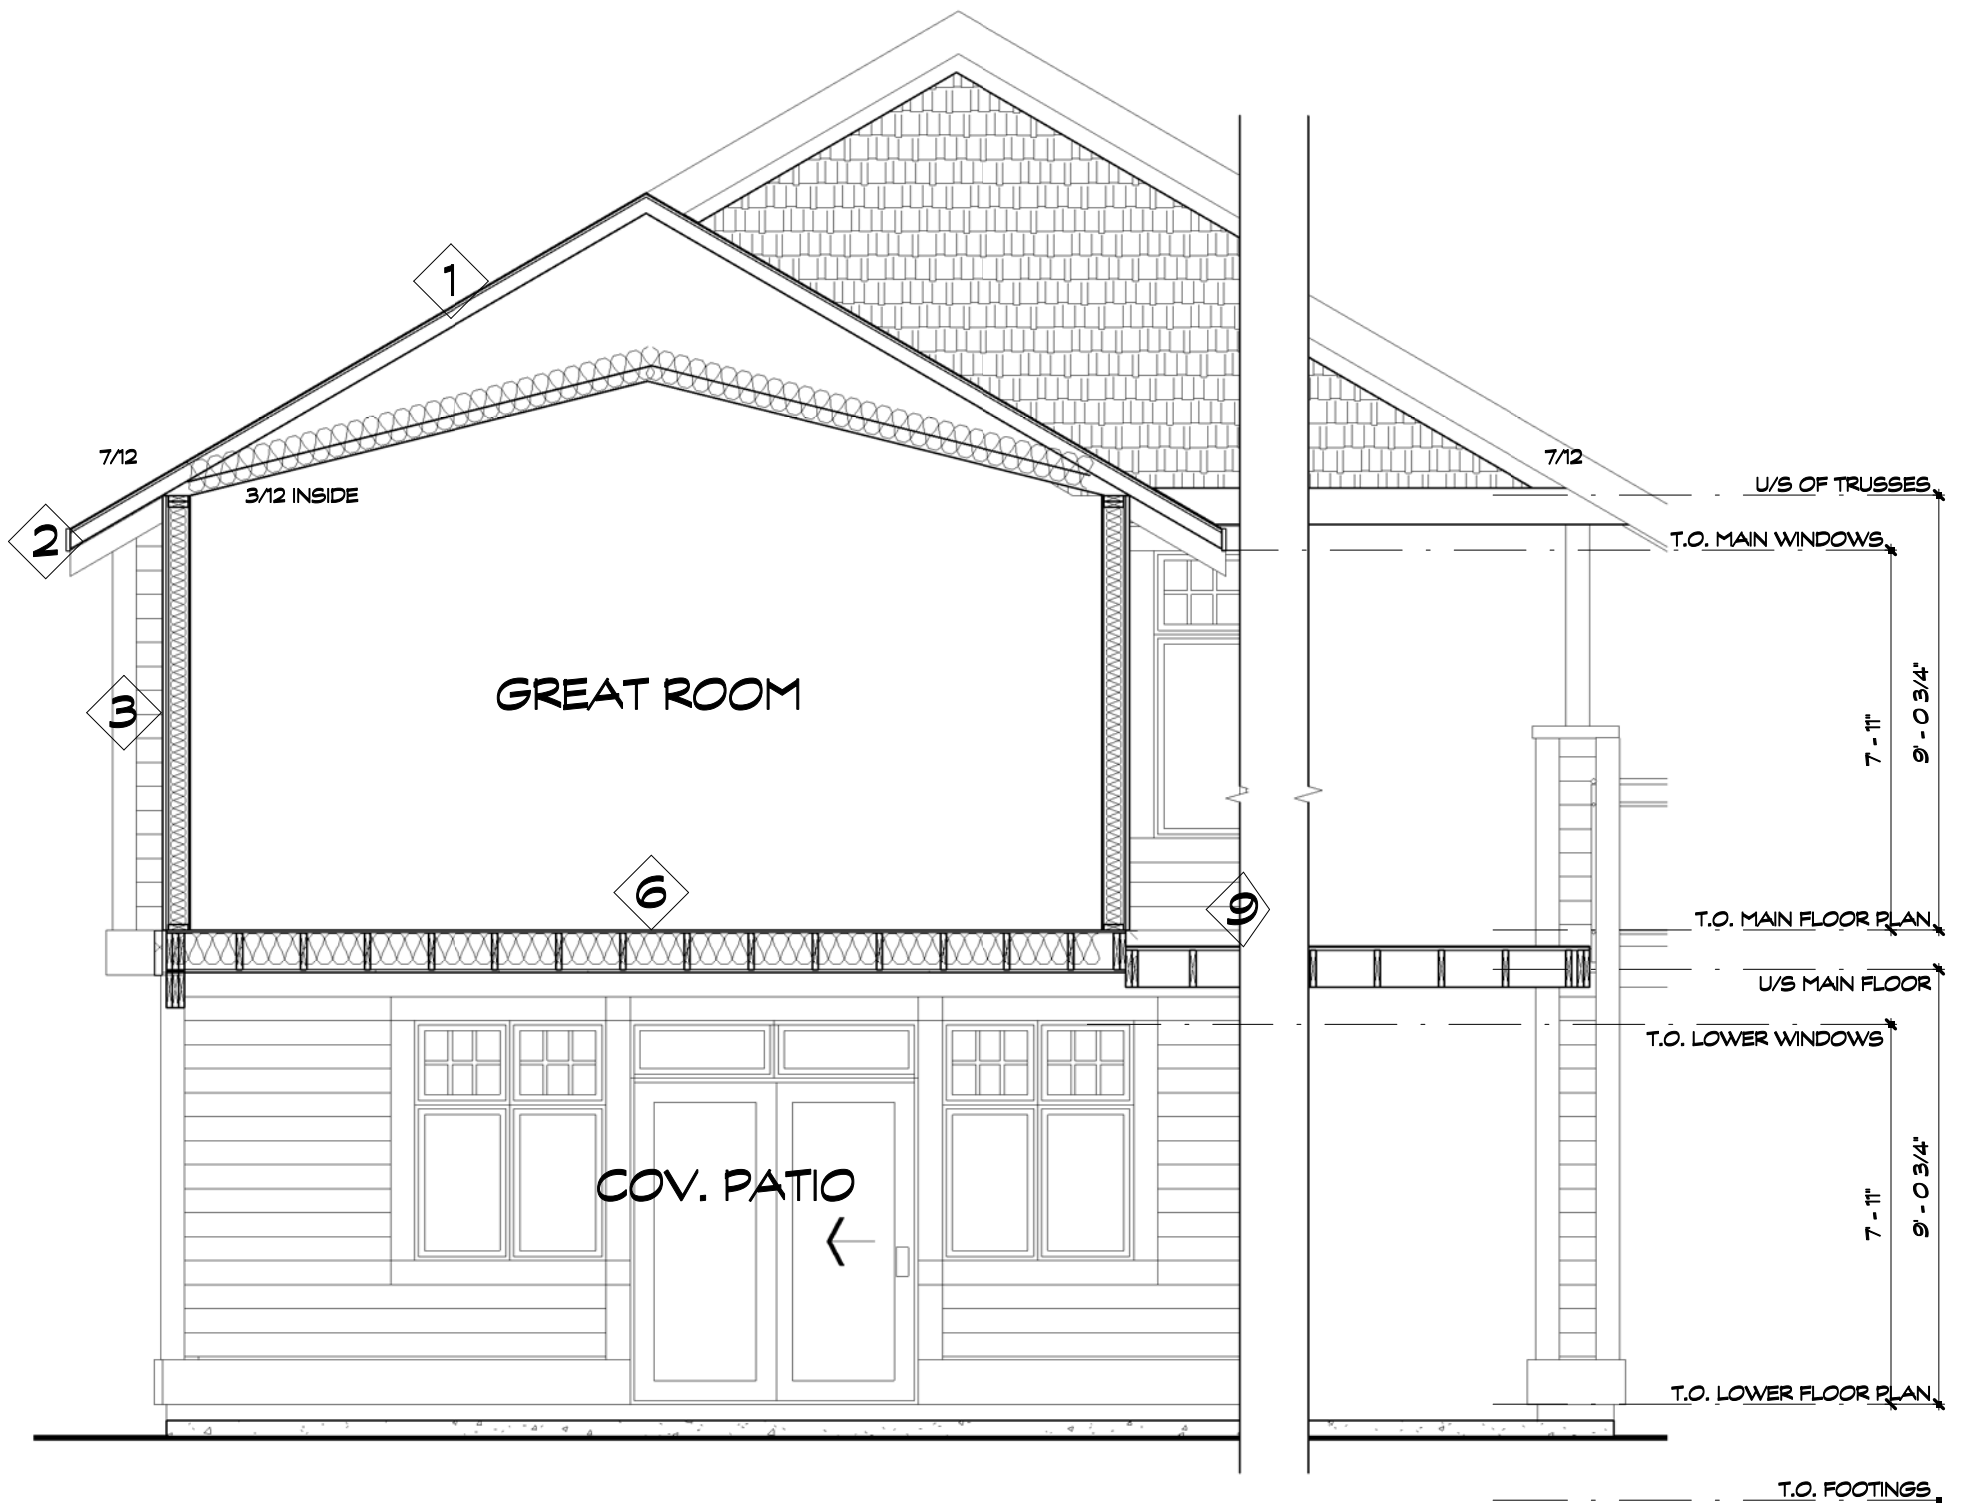 1
7/12
7/12
3/12 INSIDE
U/S OF TRUSSES
2
T.O. MAIN WINDOWS
GREAT ROOM
3
7' - 11"
9' - 0 3/4"
6
9
T.O. MAIN FLOOR PLAN
U/S MAIN FLOOR
T.O. LOWER WINDOWS
COV. PATIO
7' - 11"
9' - 0 3/4"
T.O. LOWER FLOOR PLAN
T.O. FOOTINGS